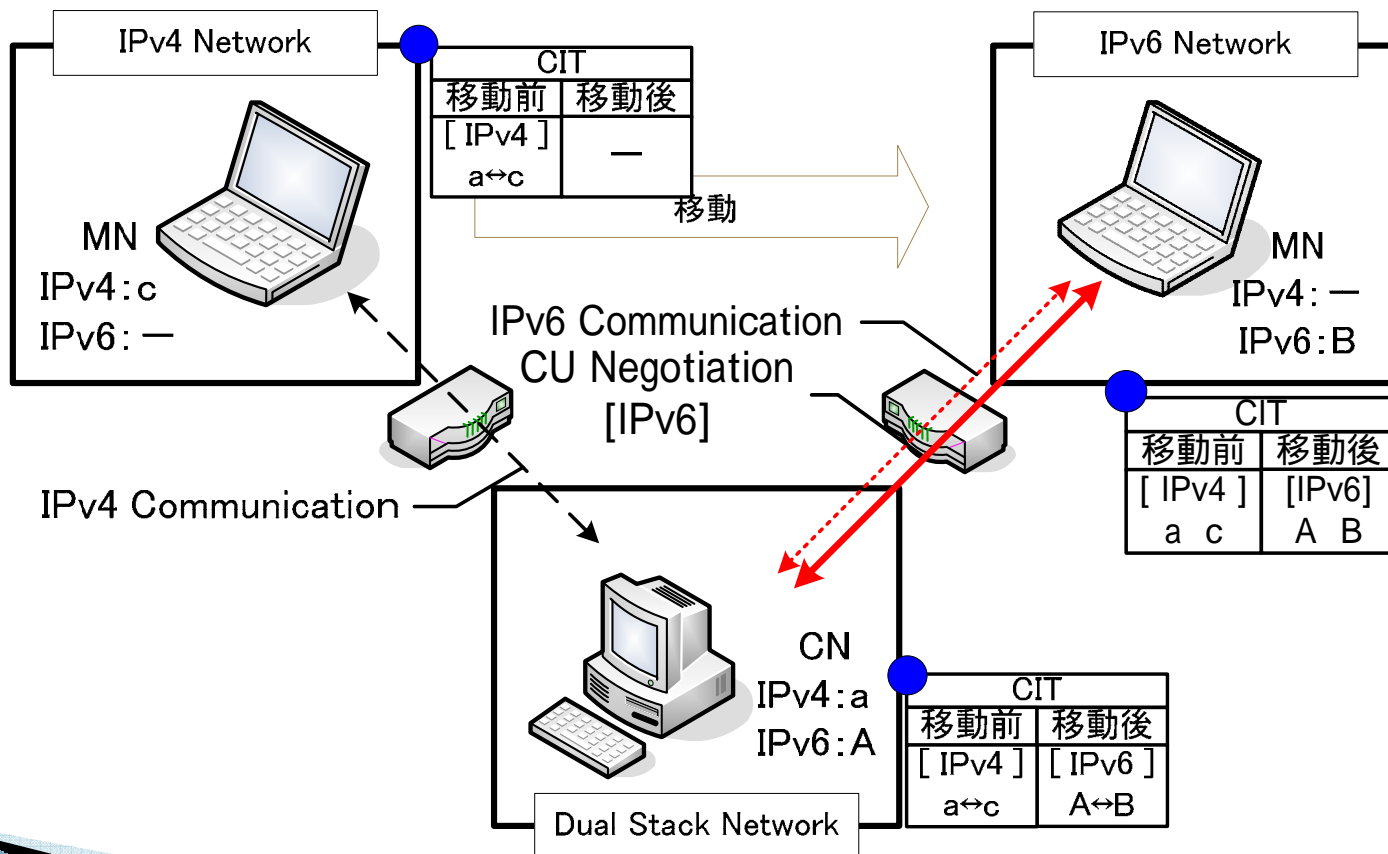 IPv4 Network
IPv6 Network
CIT
移動前 移動後
[ IPv4 ] ー
a↔c
移動
MN
IPv4:c
IPv6:ー
MN
IPv4:ー
IPv6:B
IPv6 Communication
CU Negotiation
[IPv6]
IPv4 Communication
CIT
移動前 移動後
[ IPv4 ] [IPv6]
a c A B
CN
IPv4:a
IPv6:A
CIT
移動前 移動後
[ IPv4 ] [ IPv6 ]
a↔c A↔B
Dual Stack Network